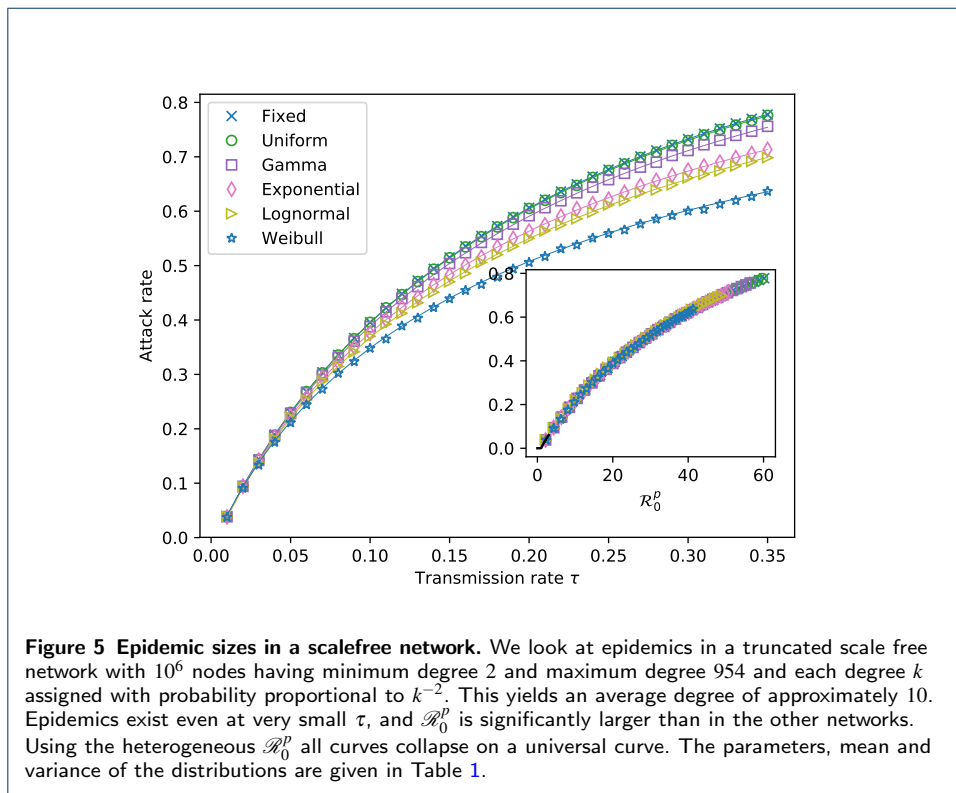 0.8
0.7
0.6
0.5
0.4
0.3
0.2
0.1
0.0
Attack rate
Fixed
Uniform
Gamma
Exponential
Lognormal
Weibull
0.8
0.6
0.4
0.2
0.0
0 20 40 60
ℛ₀ᵖ
0.00 0.05 0.10 0.15 0.20 0.25 0.30 0.35
Transmission rate τ
Figure 5 Epidemic sizes in a scalefree network. We look at epidemics in a truncated scale free
network with 10⁶ nodes having minimum degree 2 and maximum degree 954 and each degree k
assigned with probability proportional to k⁻². This yields an average degree of approximately 10.
Epidemics exist even at very small τ, and ℛ₀ᵖ is significantly larger than in the other networks.
Using the heterogeneous ℛ₀ᵖ all curves collapse on a universal curve. The parameters, mean and
variance of the distributions are given in Table 1.